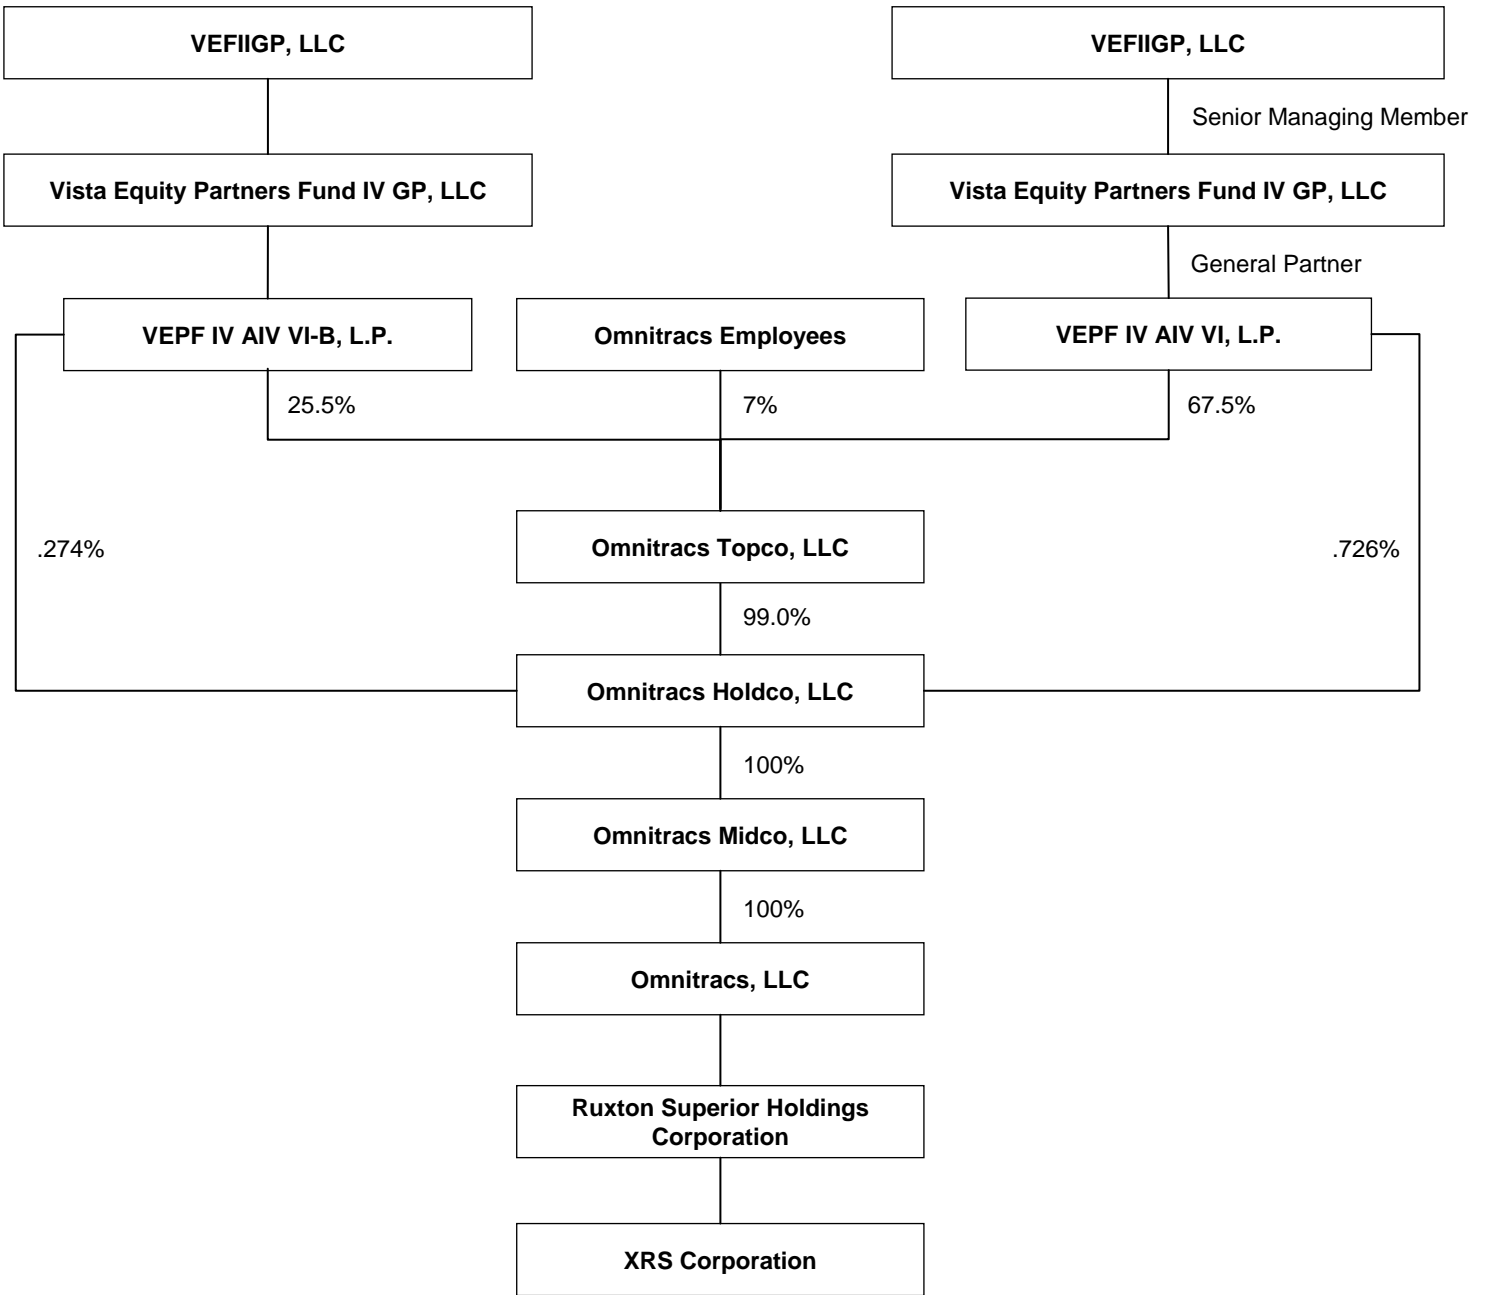 VEFIIGP, LLC
VEFIIGP, LLC
Senior Managing Member
Vista Equity Partners Fund IV GP, LLC
Vista Equity Partners Fund IV GP, LLC
General Partner
VEPF IV AIV VI-B, L.P.
Omnitracs Employees
VEPF IV AIV VI, L.P.
25.5%
7%
67.5%
.274%
Omnitracs Topco, LLC
.726%
99.0%
Omnitracs Holdco, LLC
100%
Omnitracs Midco, LLC
100%
Omnitracs, LLC
Ruxton Superior Holdings
Corporation
XRS Corporation